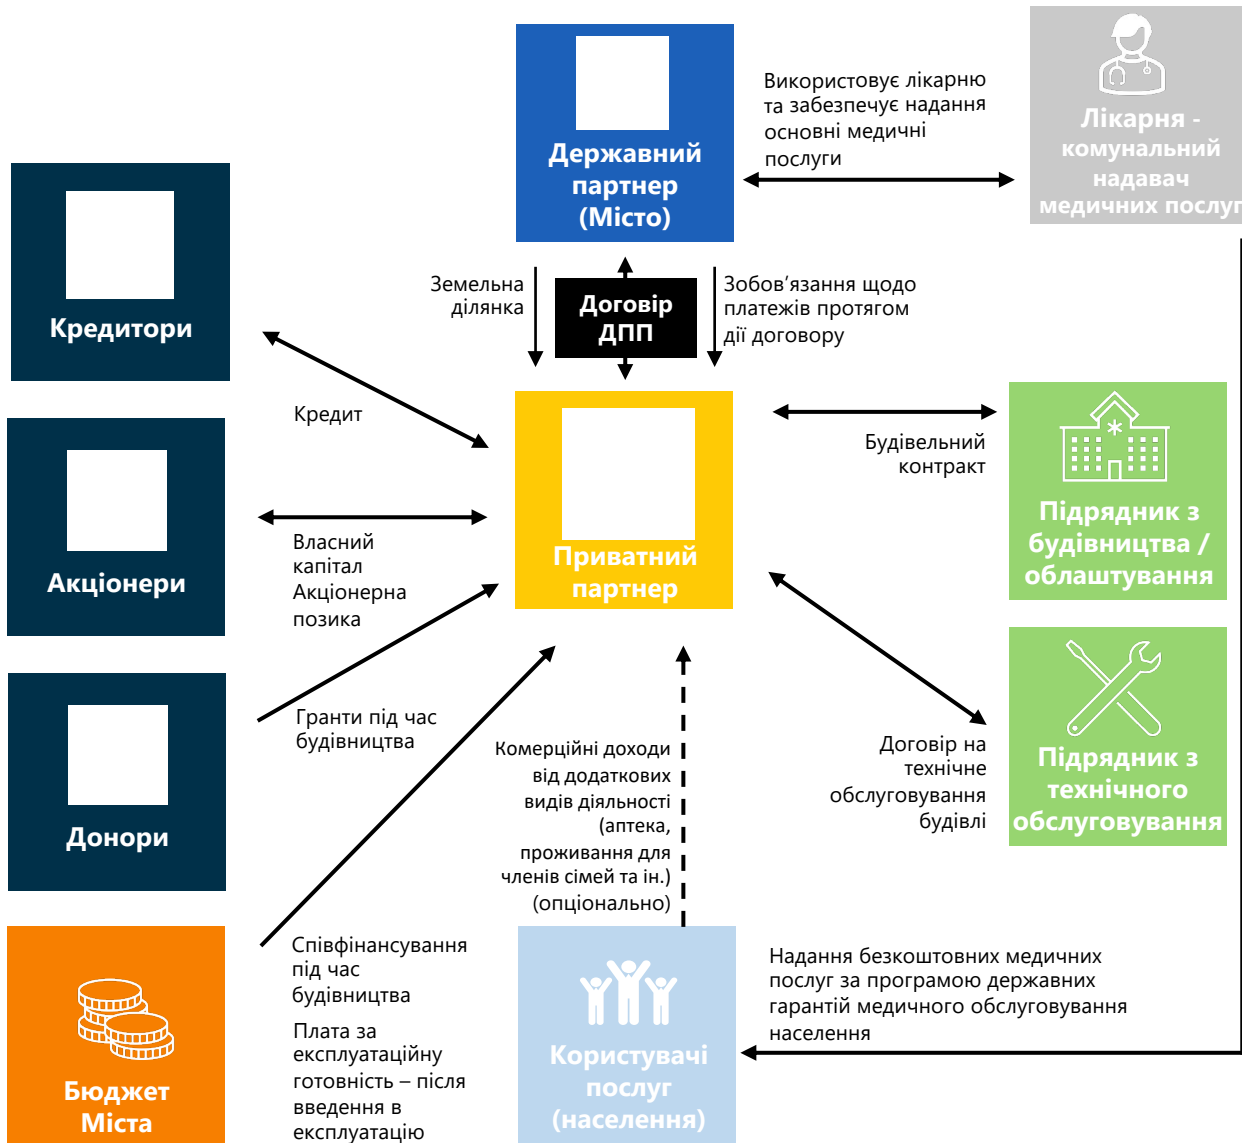 Державний
партнер
(Місто)
Використовує лікарню
та забезпечує надання
основні медичні
послуги
Лікарня -
комунальний
надавач
медичних послуг
Кредитори
Земельна
ділянка
Договір
ДПП
Зобов’язання щодо
платежів протягом
дії договору
Кредит
Приватний
партнер
Будівельний
контракт
Підрядник з
будівництва /
облаштування
Акціонери
Власний
капітал
Акціонерна
позика
Донори
Гранти під час
будівництва
Комерційні доходи
від додаткових
видів діяльності
(аптека,
проживання для
членів сімей та ін.)
(опціонально)
Договір на
технічне
обслуговування
будівлі
Підрядник з
технічного
обслуговування
Бюджет
Міста
Співфінансування
під час
будівництва
Плата за
експлуатаційну
готовність – після
введення в
експлуатацію
Користувачі
послуг
(населення)
Надання безкоштовних медичних
послуг за програмою державних
гарантій медичного обслуговування
населення